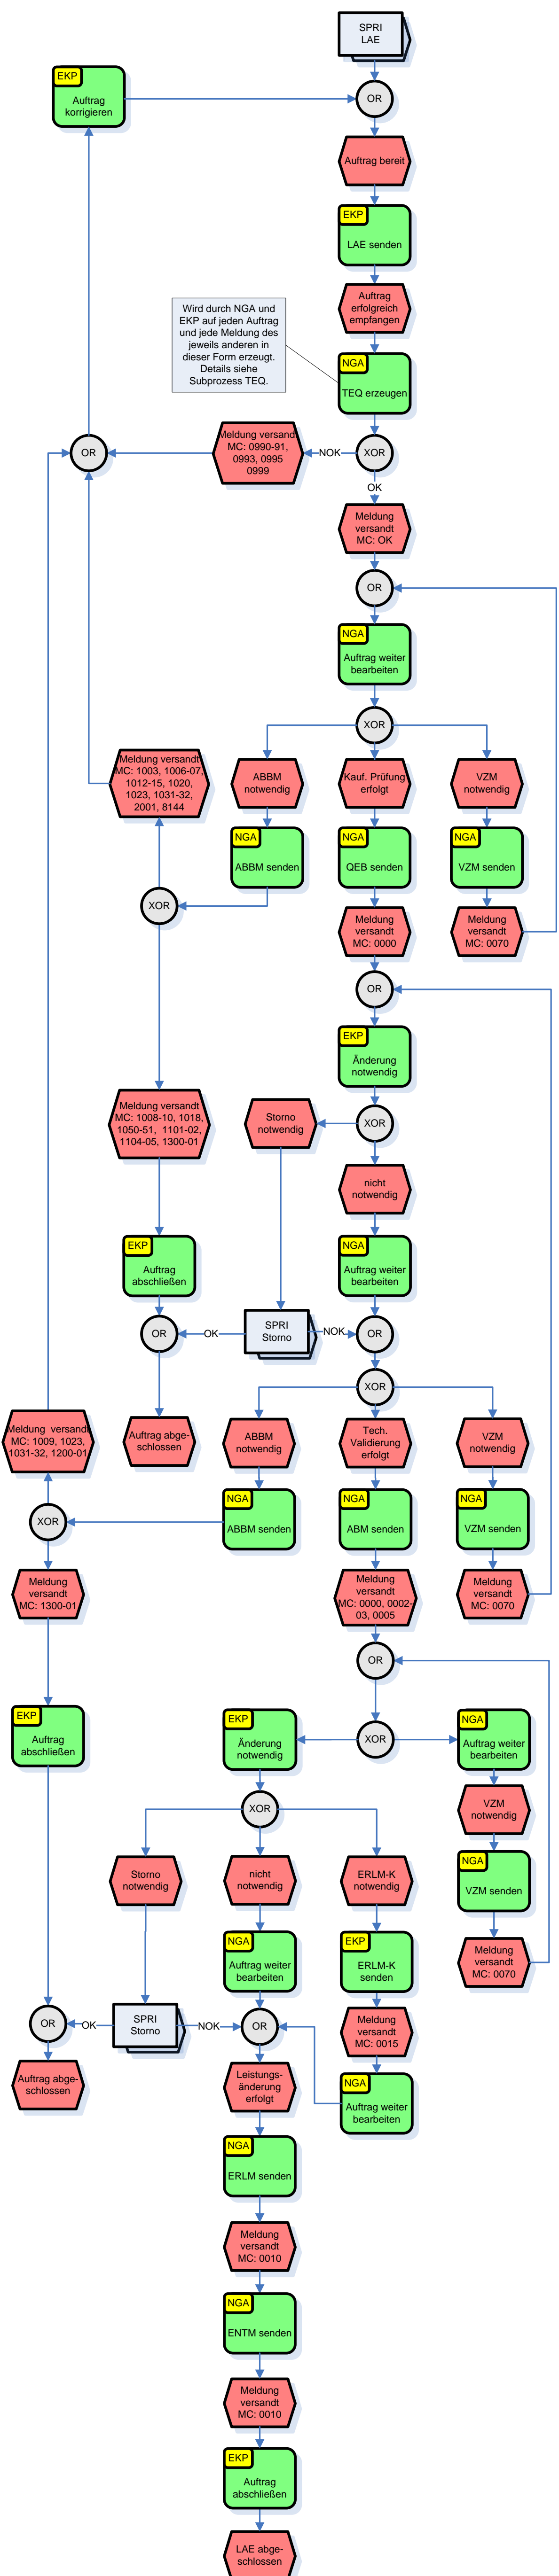 SPRI
LAE
EKP
Auftrag
korrigieren
OR
Auftrag bereit
EKP
LAE senden
Auftrag
erfolgreich
empfangen
Wird durch NGA und
EKP auf jeden Auftrag
und jede Meldung des
jeweils anderen in
dieser Form erzeugt.
Details siehe
Subprozess TEQ.
NGA
TEQ erzeugen
OR
Meldung versandt
MC: 0990-91,
0993, 0995
0999
NOK
XOR
OK
Meldung
versandt
MC: OK
OR
NGA
Auftrag weiter
bearbeiten
XOR
Meldung versandt
MC: 1003, 1006-07,
1012-15, 1020,
1023, 1031-32,
2001, 8144
ABBM
notwendig
Kauf. Prüfung
erfolgt
VZM
notwendig
NGA
ABBM senden
NGA
QEB senden
NGA
VZM senden
XOR
Meldung
versandt
MC: 0000
Meldung
versandt
MC: 0070
OR
EKP
Änderung
notwendig
Meldung versandt
MC: 1008-10, 1018,
1050-51, 1101-02,
1104-05, 1300-01
Storno
notwendig
XOR
nicht
notwendig
EKP
Auftrag
abschließen
NGA
Auftrag weiter
bearbeiten
OR
OK
SPRI
Storno
NOK
OR
XOR
Meldung versandt
MC: 1009, 1023,
1031-32, 1200-01
Auftrag abge-
schlossen
ABBM
notwendig
Tech.
Validierung
erfolgt
VZM
notwendig
XOR
NGA
ABBM senden
NGA
ABM senden
NGA
VZM senden
Meldung
versandt
MC: 1300-01
Meldung
versandt
MC: 0000, 0002-
03, 0005
Meldung
versandt
MC: 0070
OR
EKP
Auftrag
abschließen
EKP
Änderung
notwendig
XOR
NGA
Auftrag weiter
bearbeiten
XOR
VZM
notwendig
Storno
notwendig
nicht
notwendig
ERLM-K
notwendig
NGA
VZM senden
NGA
Auftrag weiter
bearbeiten
EKP
ERLM-K
senden
Meldung
versandt
MC: 0070
OR
OK
SPRI
Storno
NOK
OR
Meldung
versandt
MC: 0015
Auftrag abge-
schlossen
Leistungs-
änderung
erfolgt
NGA
Auftrag weiter
bearbeiten
NGA
ERLM senden
Meldung
versandt
MC: 0010
NGA
ENTM senden
Meldung
versandt
MC: 0010
EKP
Auftrag
abschließen
LAE abge-
schlossen